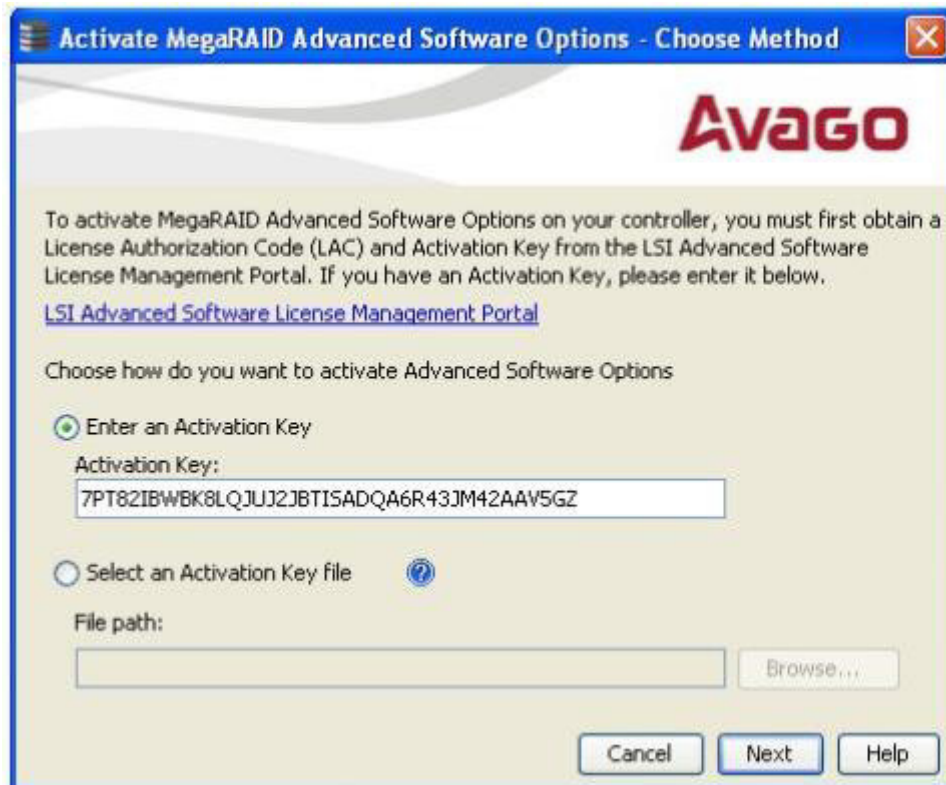 Activate MegaRAID Advanced Software Options - Choose Method
AVAGO
To activate MegaRAID Advanced Software Options on your controller, you must first obtain a
License Authorization Code (LAC) and Activation Key from the LSI Advanced Software
License Management Portal. If you have an Activation Key, please enter it below.
LSI Advanced Software License Management Portal
Choose how do you want to activate Advanced Software Options
Enter an Activation Key
Activation Key:
7PT82IBWBK8LQJUJ2JBTISADQA6R43JM42AAV5GZ
Select an Activation Key file
File path:
Browse...
Cancel Next Help